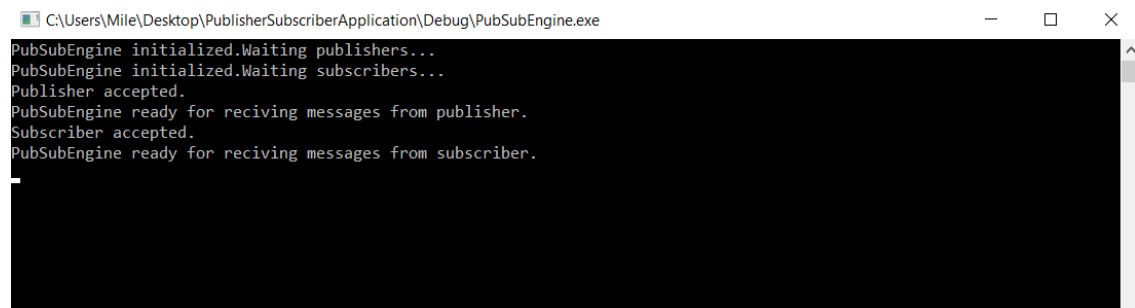 C:\Users\Mile\Desktop\PublisherSubscriberApplication\Debug\PubSubEngine.exe
PubSubEngine initialized.Waiting publishers...
PubSubEngine initialized.Waiting subscribers...
Publisher accepted.
PubSubEngine ready for reciving messages from publisher.
Subscriber accepted.
PubSubEngine ready for reciving messages from subscriber.